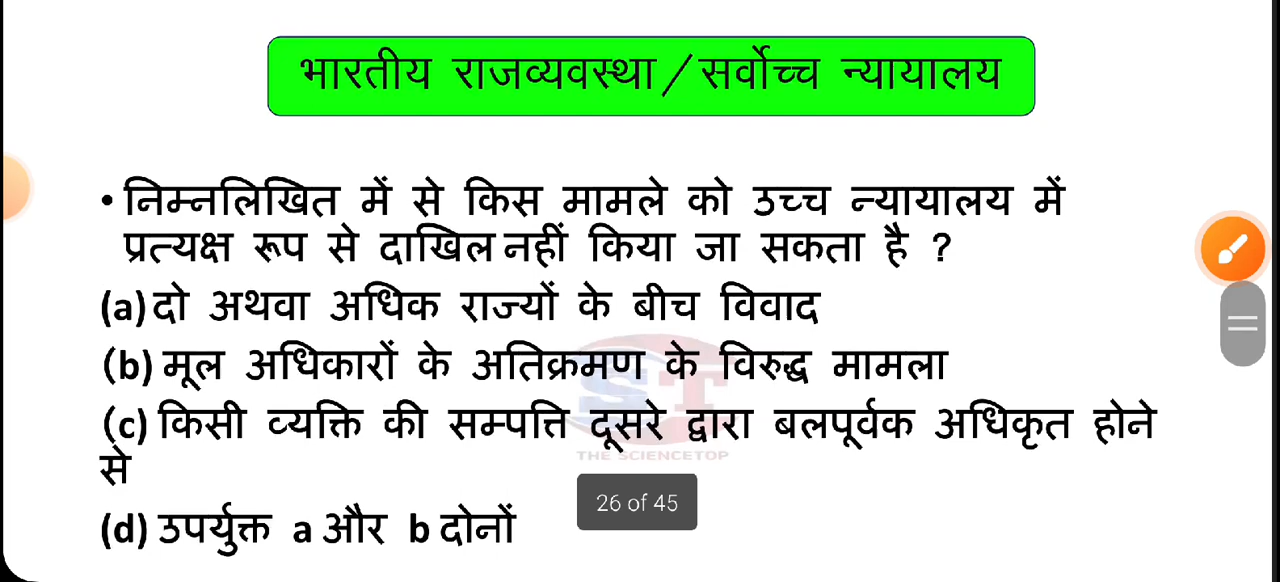 भारतीय राजव्यवस्था/सर्वोच्च न्यायालय
• निम्नलिखित में से किस मामले को उच्च न्यायालय में
प्रत्यक्ष रूप से दाखिल नहीं किया जा सकता है ?
(a) दो अथवा अधिक राज्यों के बीच विवाद
(b) मूल अधिकारों के अतिक्रमण के विरुद्ध मामला
(c) किसी व्यक्ति की सम्पत्ति दूसरे द्वारा बलपूर्वक अधिकृत होने
से
(d) उपर्युक्त a और b दोनों
ST
THE SCIENCETOP
26 of 45